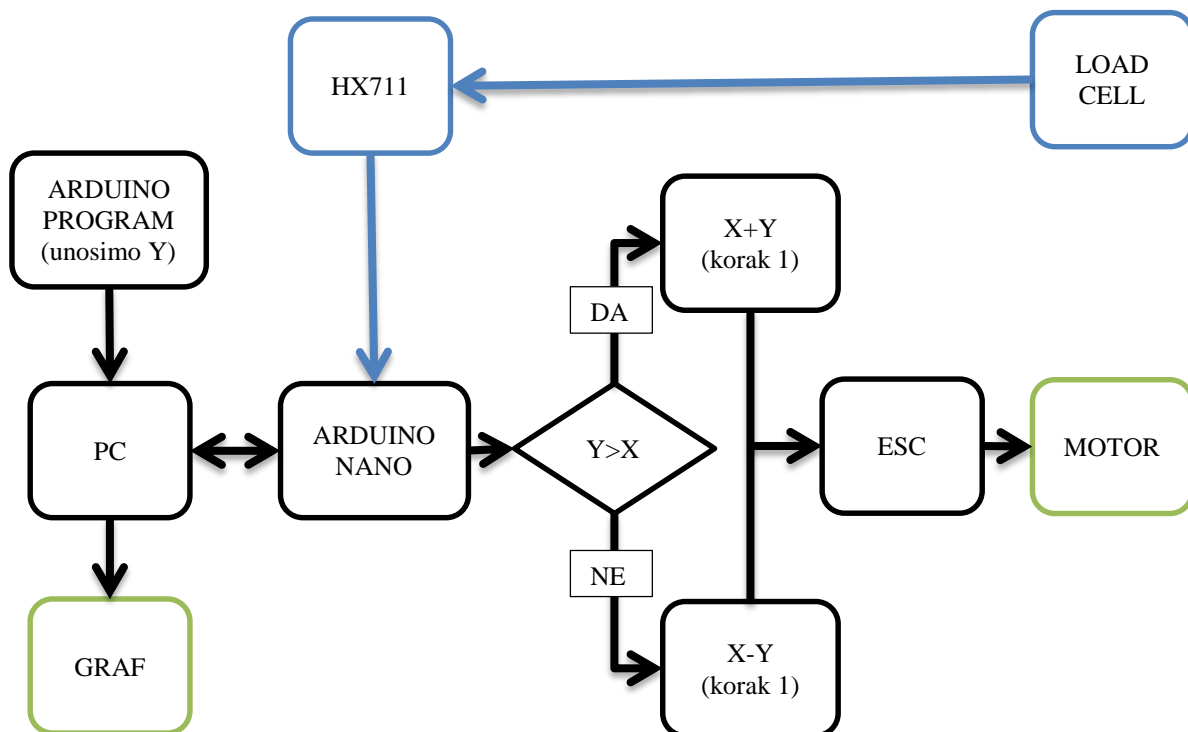 HX711
LOAD
CELL
ARDUINO
PROGRAM
(unosimo Y)
X+Y
(korak 1)
DA
PC
ARDUINO
NANO
Y>X
ESC
MOTOR
NE
GRAF
X-Y
(korak 1)